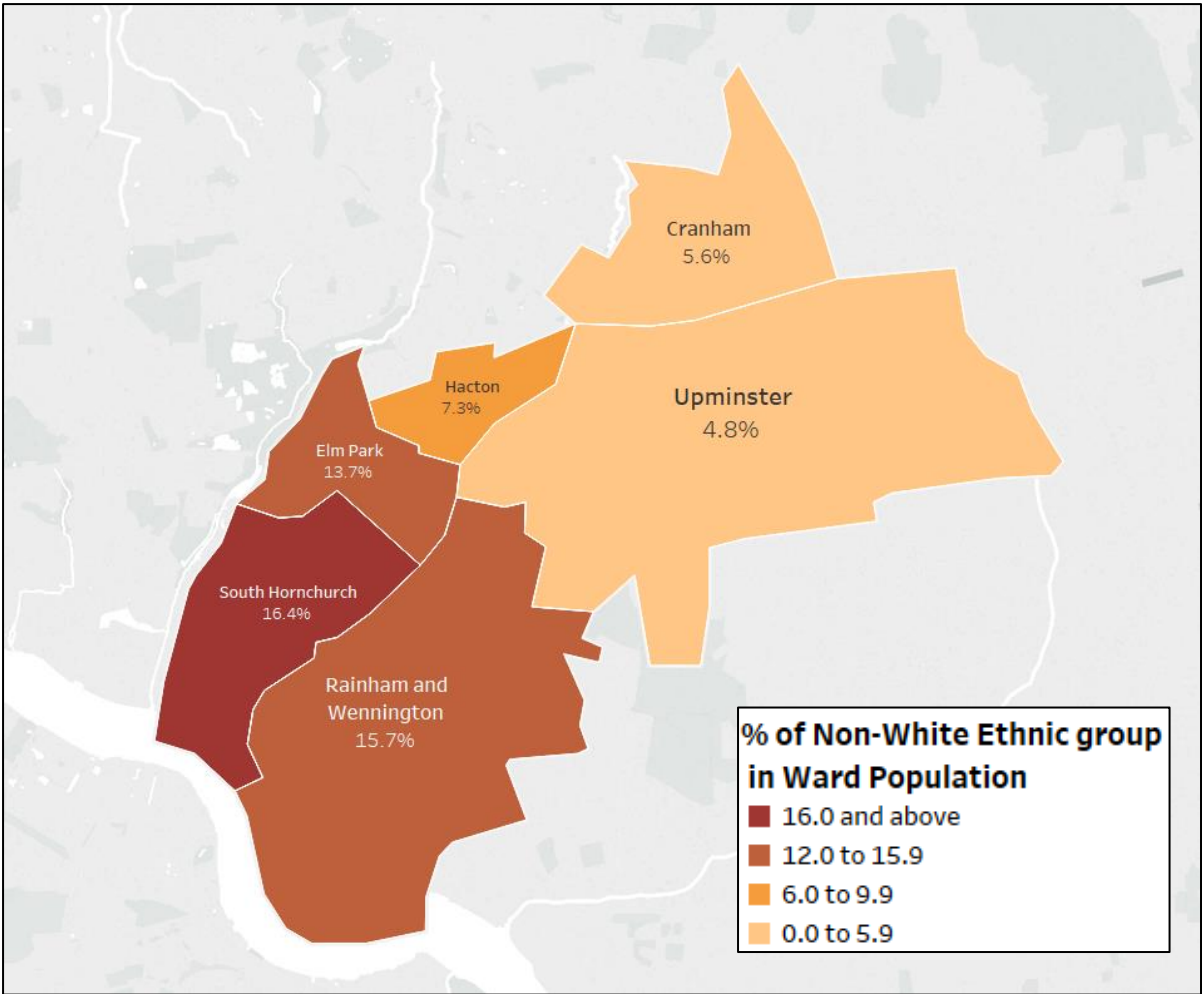 Cranham
5.6%
Hacton
7.3%
Upminster
4.8%
Elm Park
13.7%
South Hornchurch
16.4%
Rainham and
Wennington
15.7%
% of Non-White Ethnic group
in Ward Population
16.0 and above
12.0 to 15.9
6.0 to 9.9
0.0 to 5.9